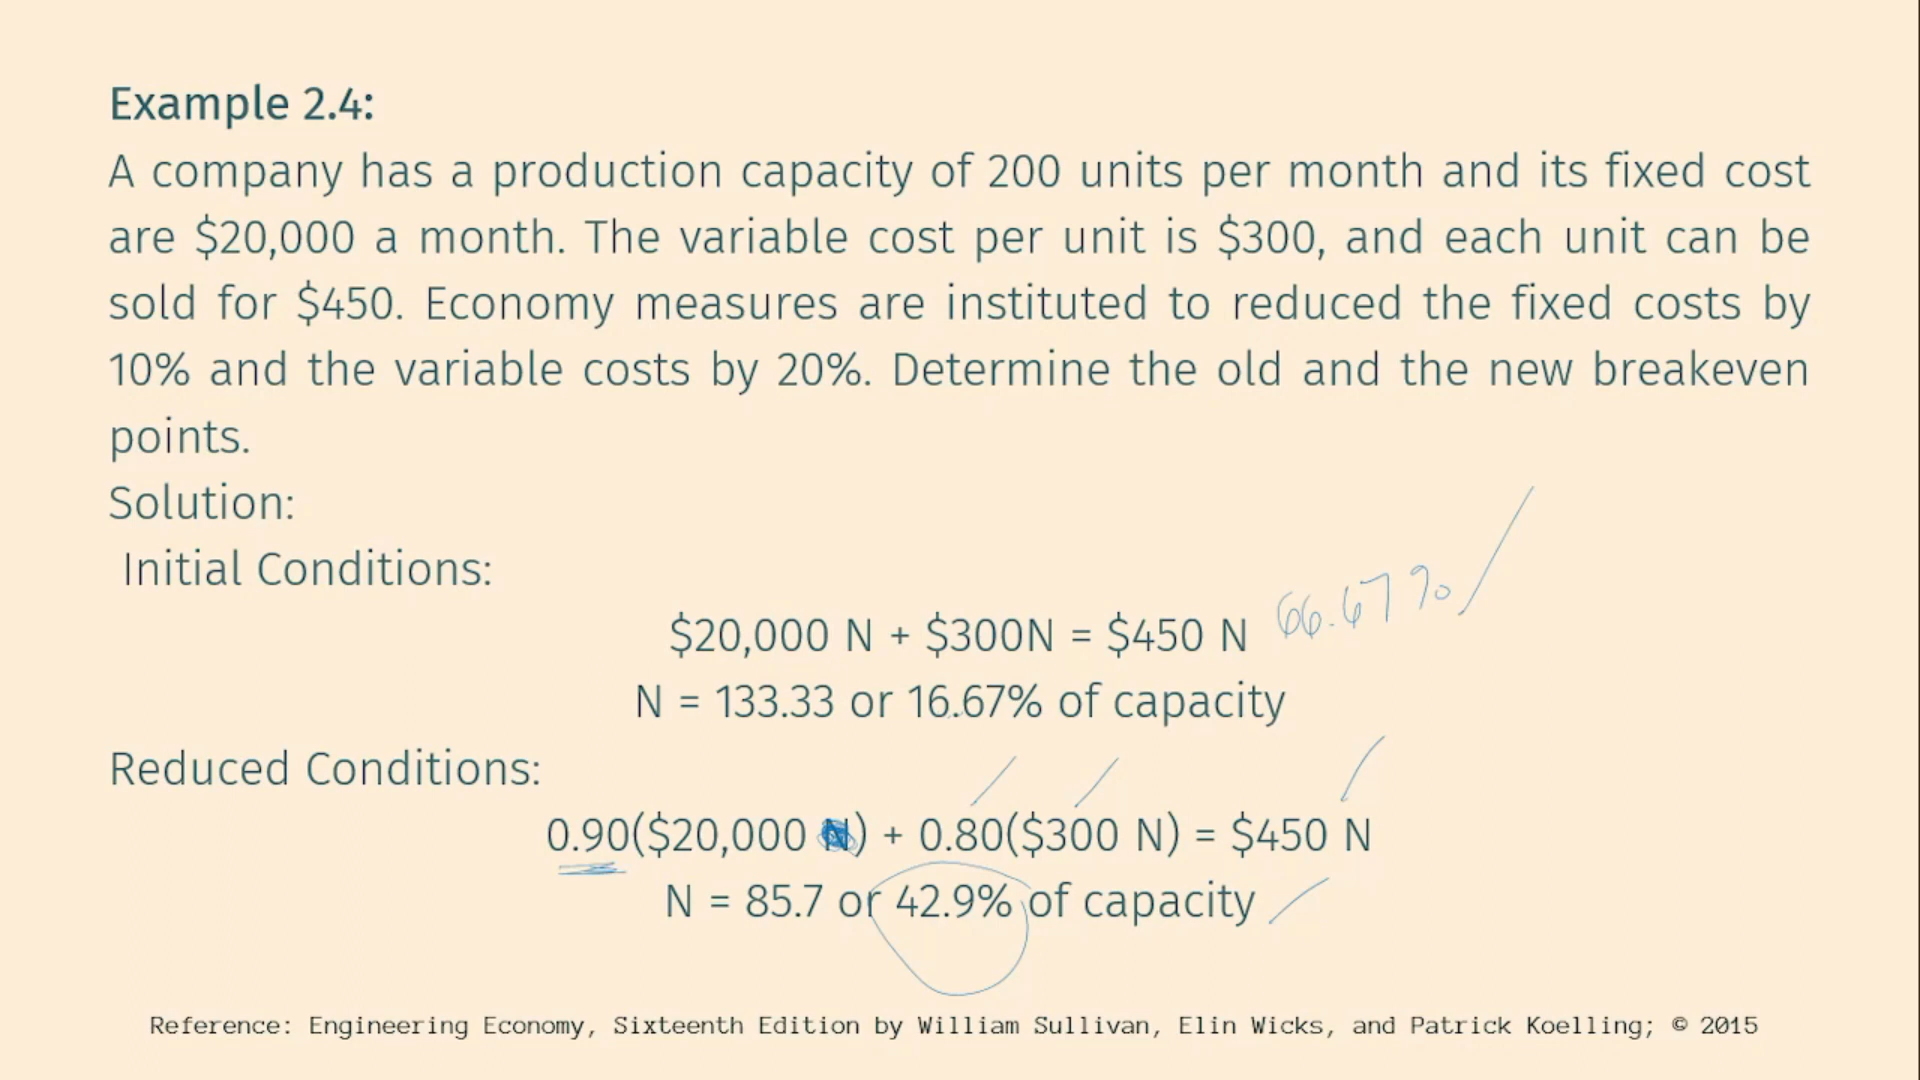 Example 2.4:
A company has a production capacity of 200 units per month and its fixed cost
are $20,000 a month. The variable cost per unit is $300, and each unit can be
sold for $450. Economy measures are instituted to reduced the fixed costs by
10% and the variable costs by 20%. Determine the old and the new breakeven
points.
Solution:
Initial Conditions:
$20,000 N + $300N = $450 N 66.67%
N = 133.33 or 16.67% of capacity
Reduced Conditions:
0.90($20,000 N) + 0.80($300 N) = $450 N
N = 85.7 or 42.9% of capacity
Reference: Engineering Economy, Sixteenth Edition by William Sullivan, Elin Wicks, and Patrick Koelling; © 2015